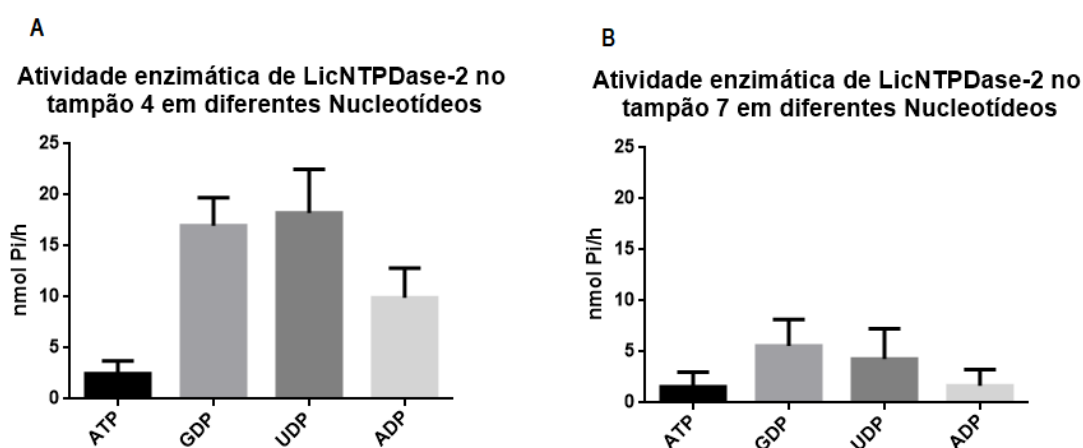 A
Atividade enzimática de LicNTPDase-2 no
tampão 4 em diferentes Nucleotídeos
nmol Pi/h
25
20
15
10
5
0
ATP
GDP
UDP
ADP
B
Atividade enzimática de LicNTPDase-2 no
tampão 7 em diferentes Nucleotídeos
nmol Pi/h
25
20
15
10
5
0
ATP
GDP
UDP
ADP